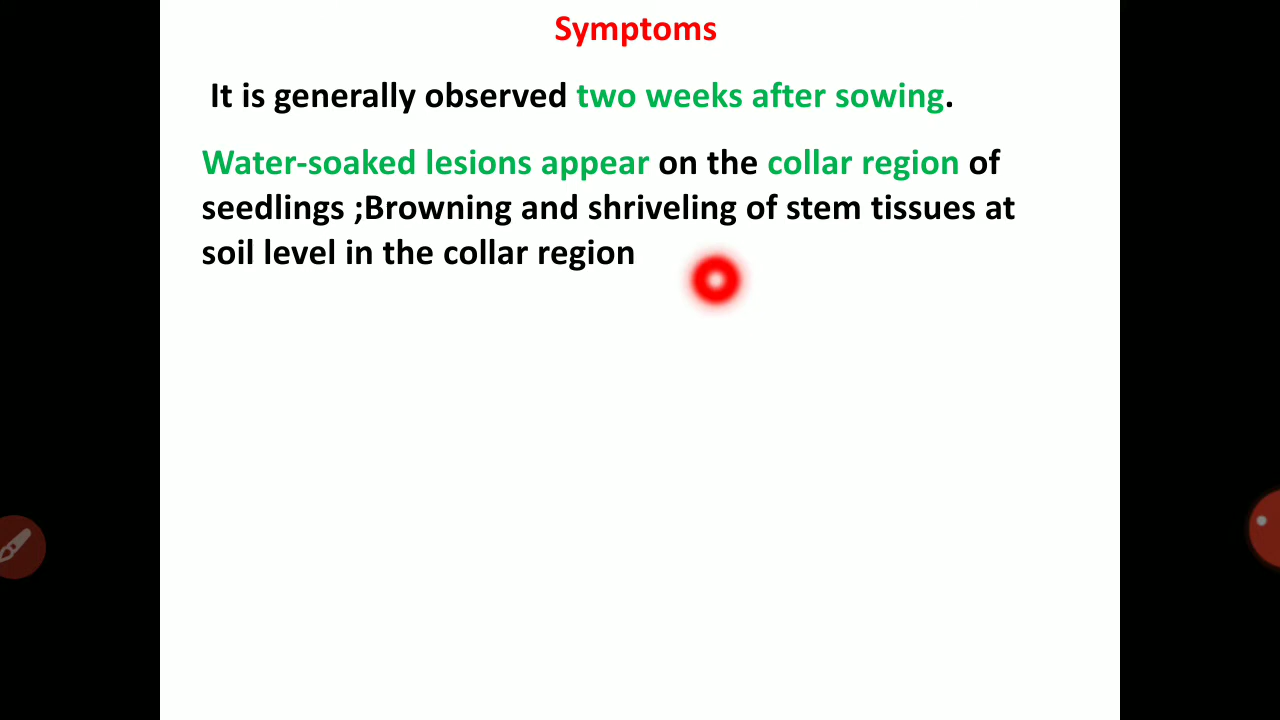 Symptoms
It is generally observed two weeks after sowing.
Water-soaked lesions appear on the collar region of
seedlings ;Browning and shriveling of stem tissues at
soil level in the collar region